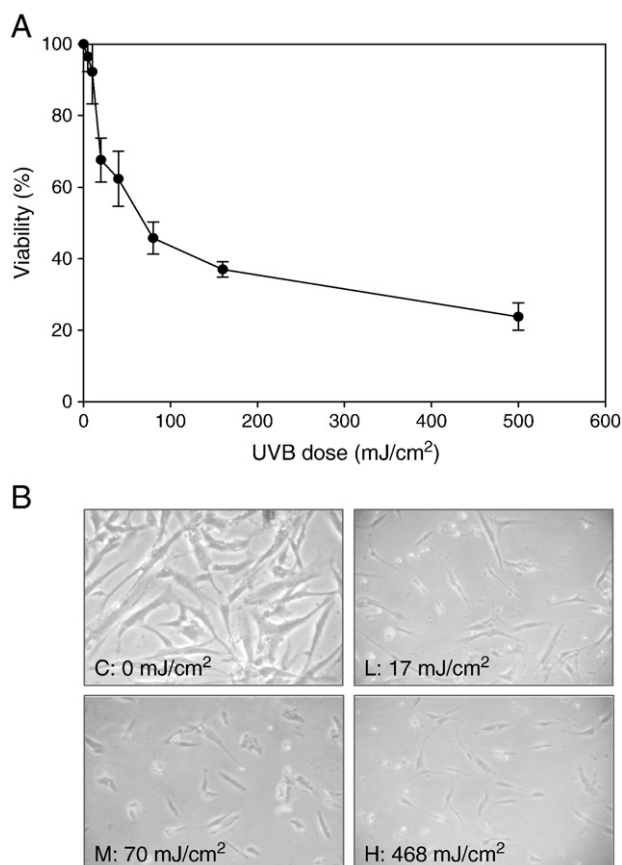 A
100
80
60
40
20
0
Viability (%)
0 100 200 300 400 500 600
UVB dose (mJ/cm²)
B
C: 0 mJ/cm²
L: 17 mJ/cm²
M: 70 mJ/cm²
H: 468 mJ/cm²